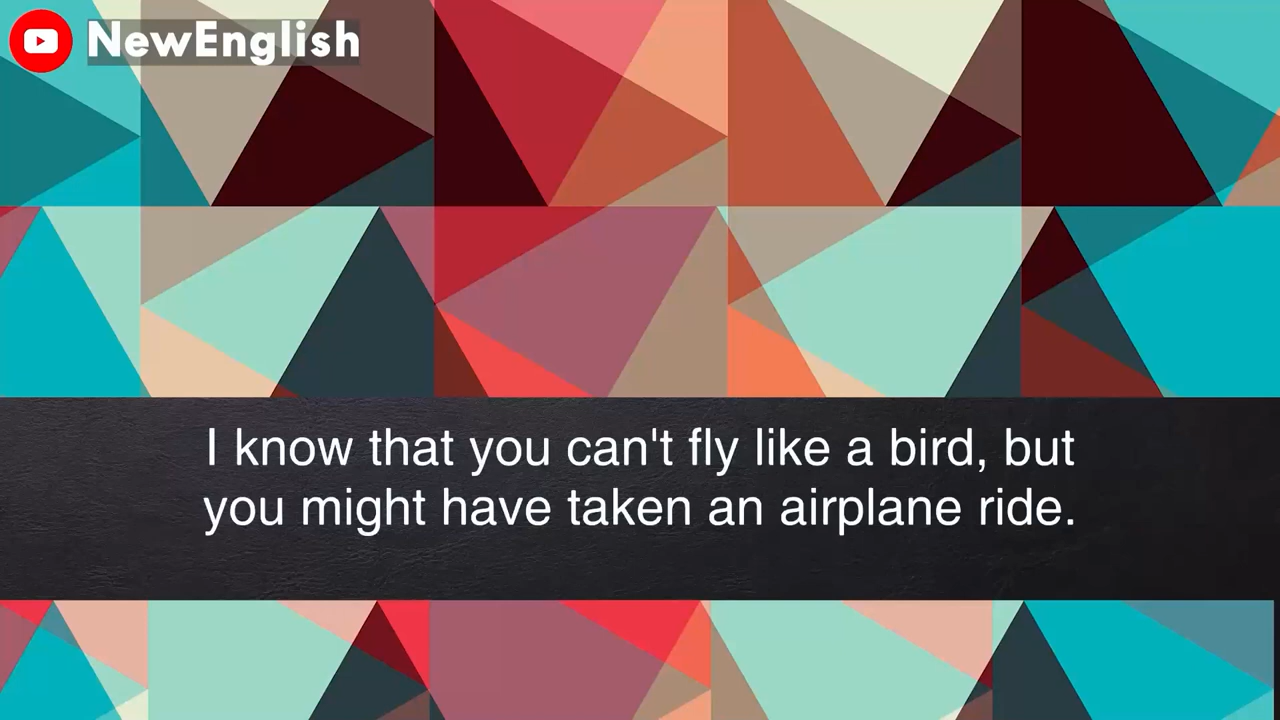 NewEnglish
I know that you can't fly like a bird, but
you might have taken an airplane ride.